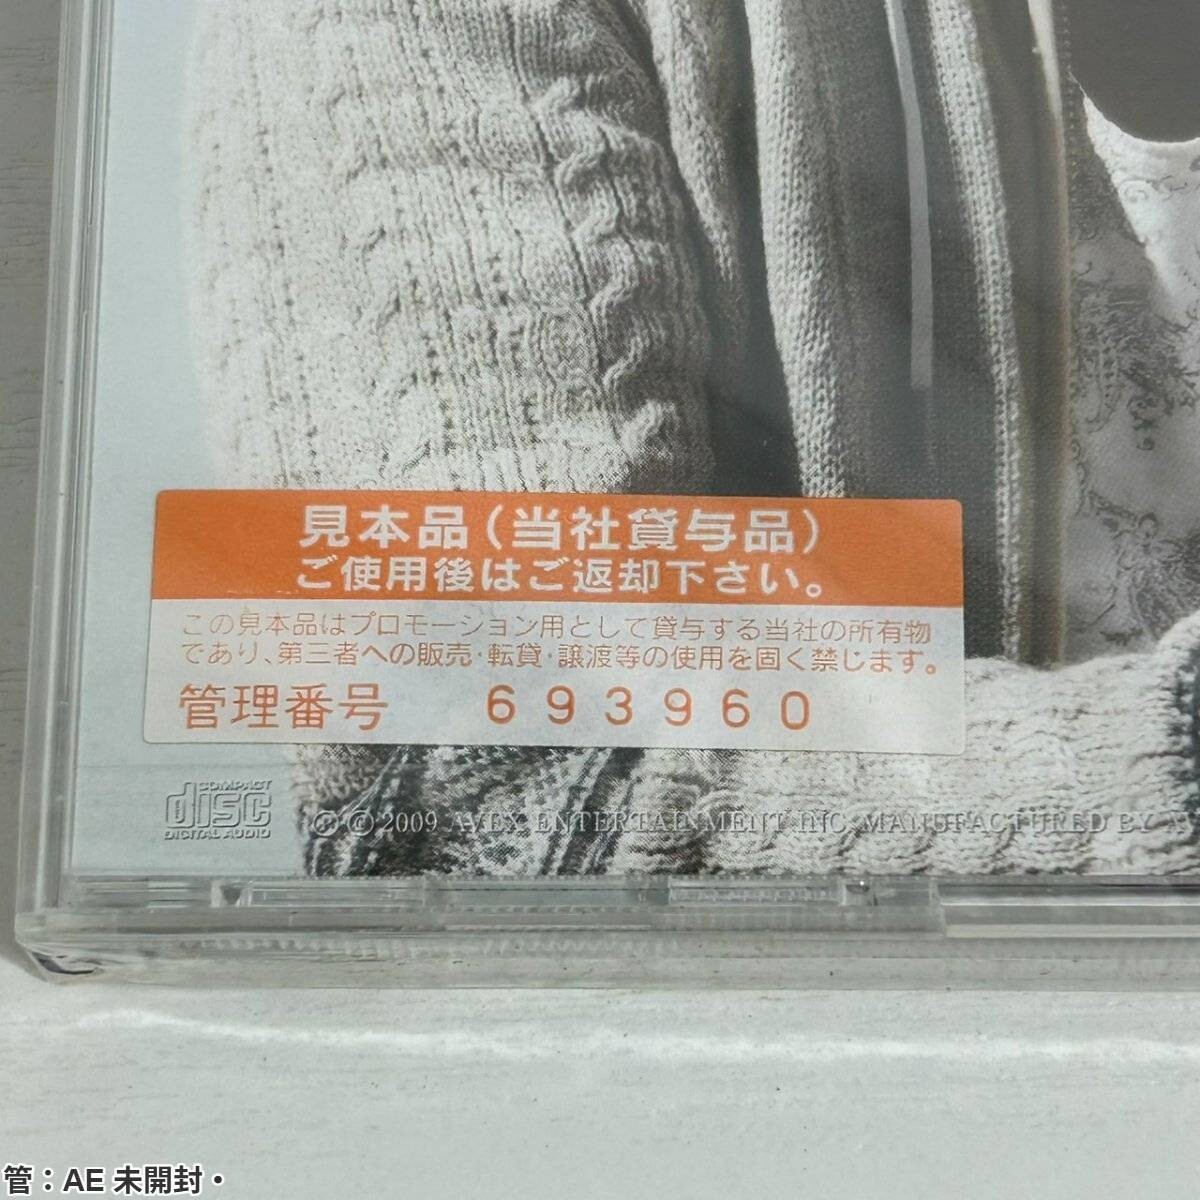 見本品(当社貸与品)
ご使用後はご返却下さい。
この見本品はプロモーション用として貸与する当社の所有物
であり、第三者への販売・転貸・譲渡等の使用を固く禁じます。
管理番号 693960
COMPACT
disc
DIGITAL AUDIO
Ⓟ © 2009 AVEX ENTERTAINMENT INC. MANUFACTURED BY
管:AE 未開封・